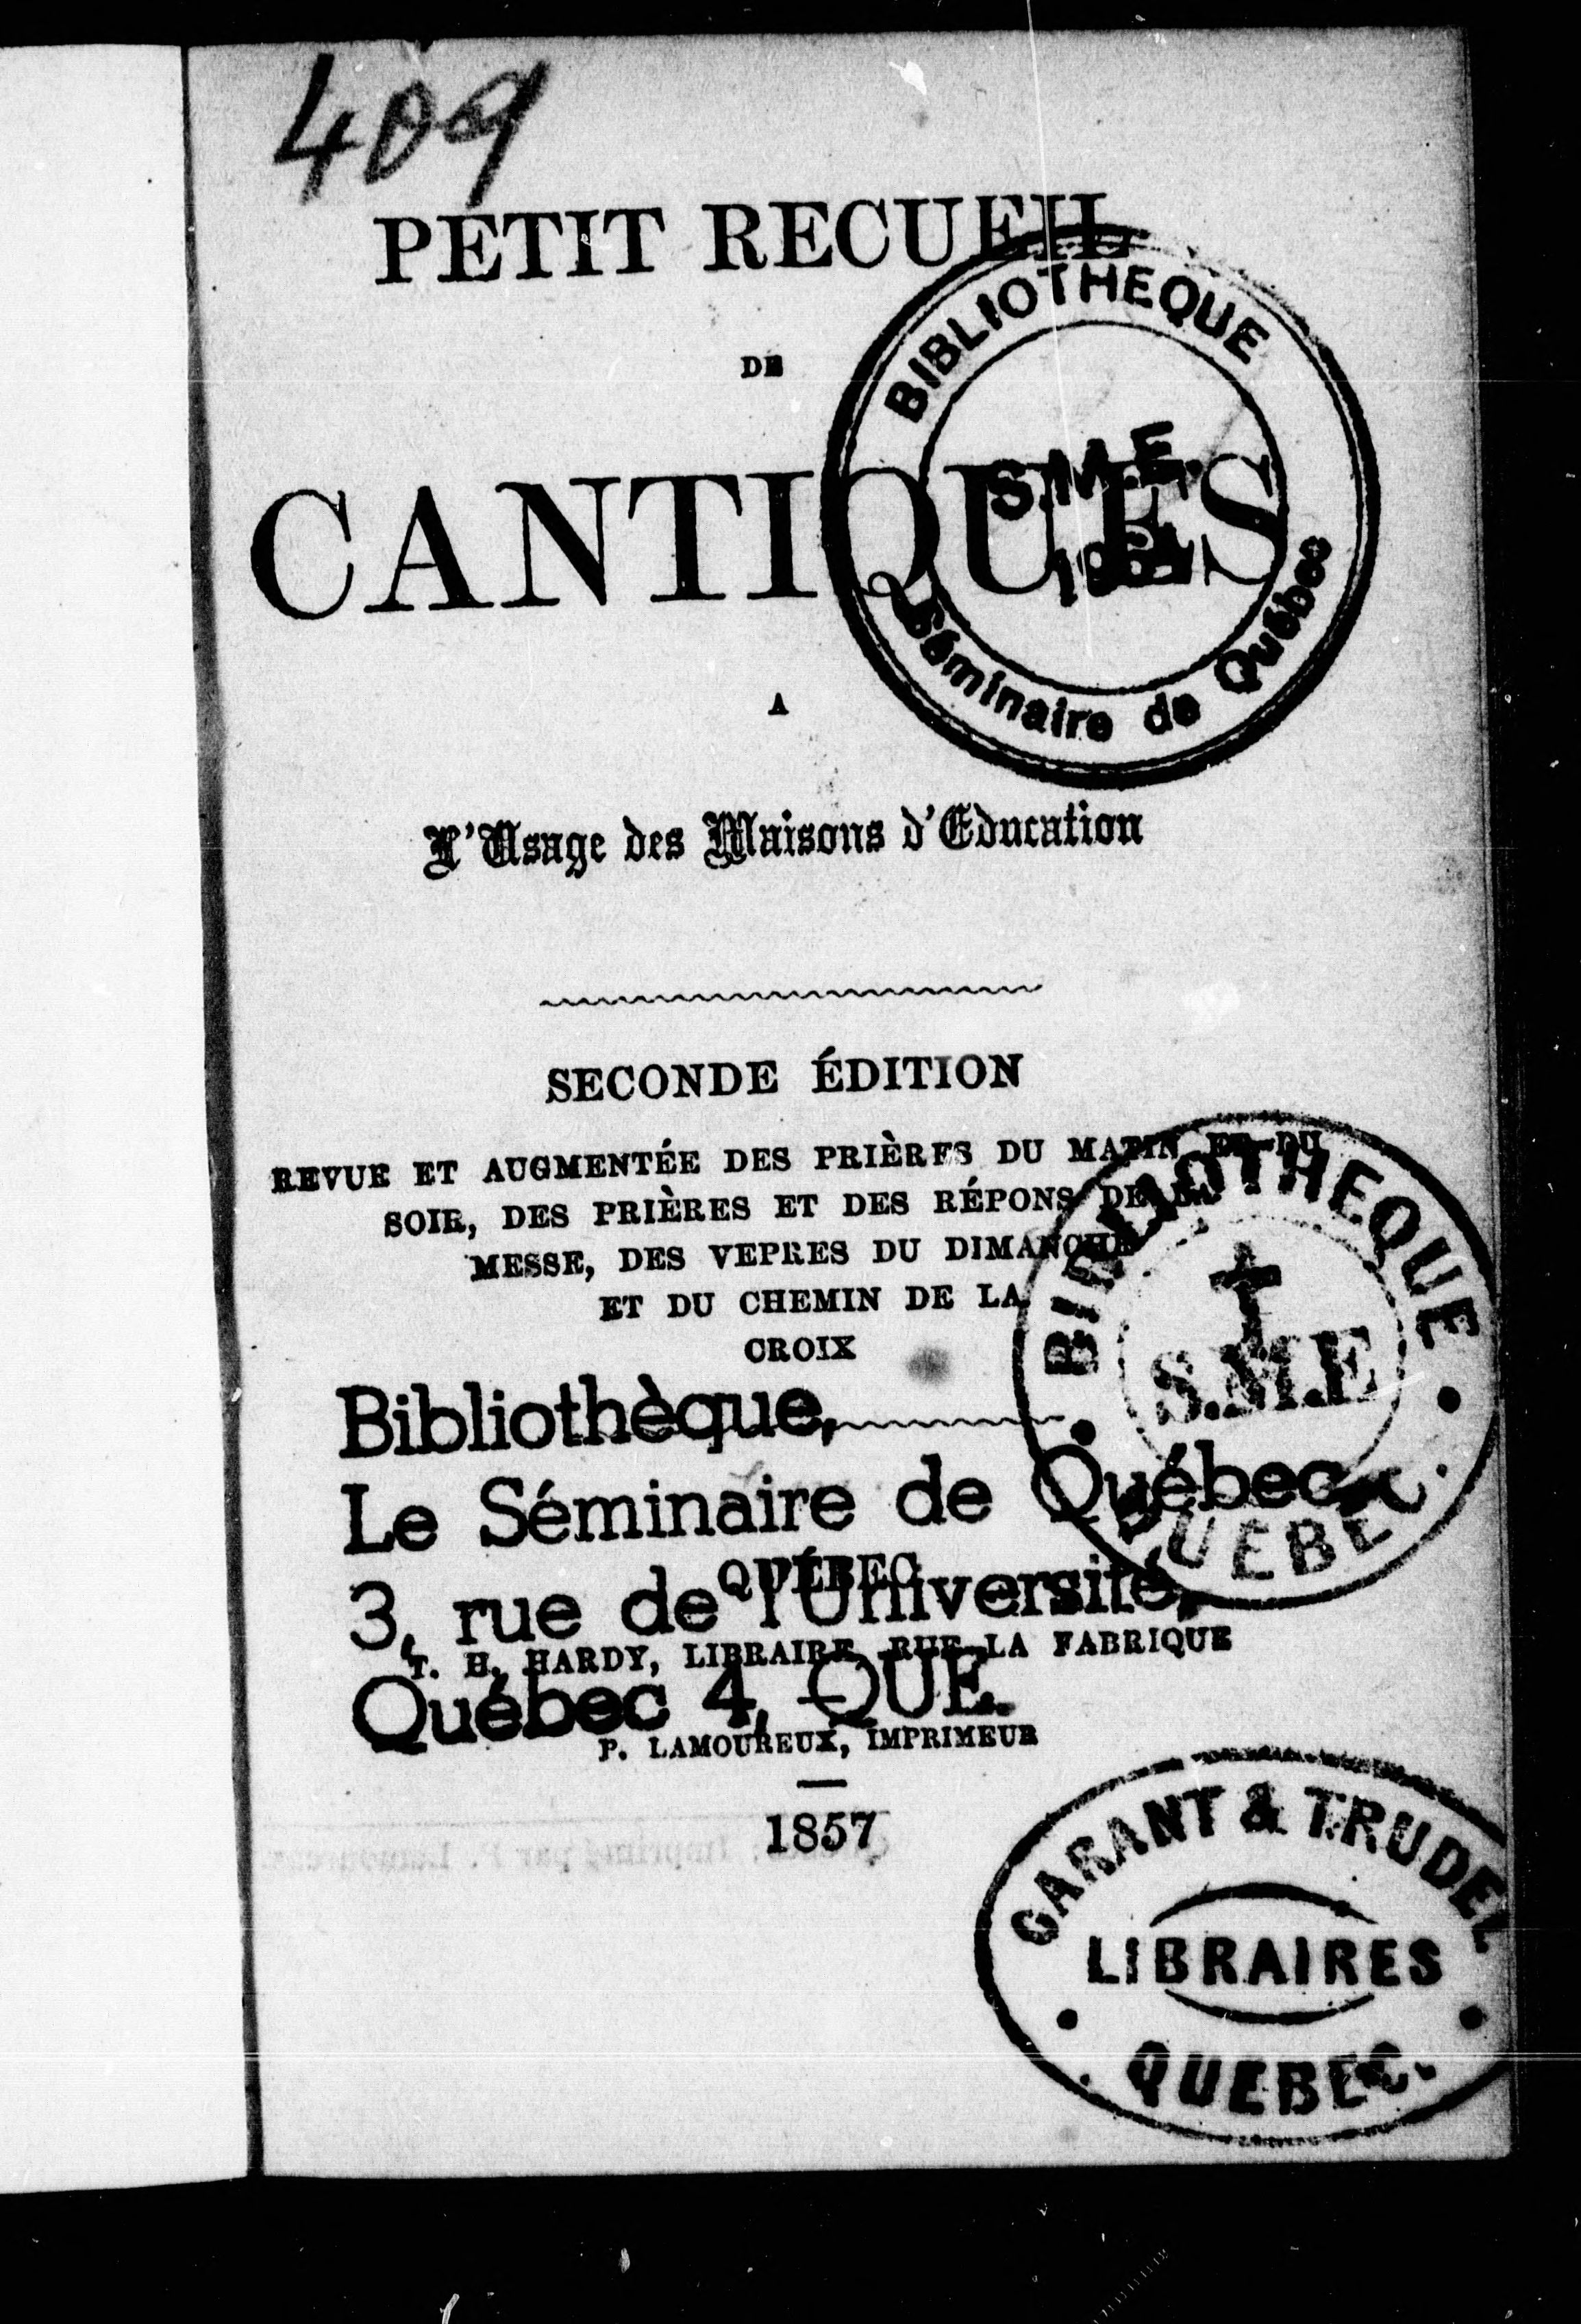 409
PETIT RECUEIL
DE
CANTIQUES
A
L'Usage des Maisons d'Education
BIBLIOTHEQUE
S.M.E.
Séminaire de Québec
SECONDE ÉDITION
REVUE ET AUGMENTÉE DES PRIÈRES DU MATIN ET DU
SOIR, DES PRIÈRES ET DES RÉPONS DE LA
MESSE, DES VEPRES DU DIMANCHE
ET DU CHEMIN DE LA
CROIX
BIBLIOTHEQUE
S.M.E
QUEBEC
Bibliothèque,
Le Séminaire de Québec
3, rue de l'Université,
Québec 4, QUE.
QUÉBEC
T. H. HARDY, LIBRAIRE, RUE LA FABRIQUE
P. LAMOUREUX, IMPRIMEUR
1857
GARANT & TRUDEL
LIBRAIRES
QUEBEC.